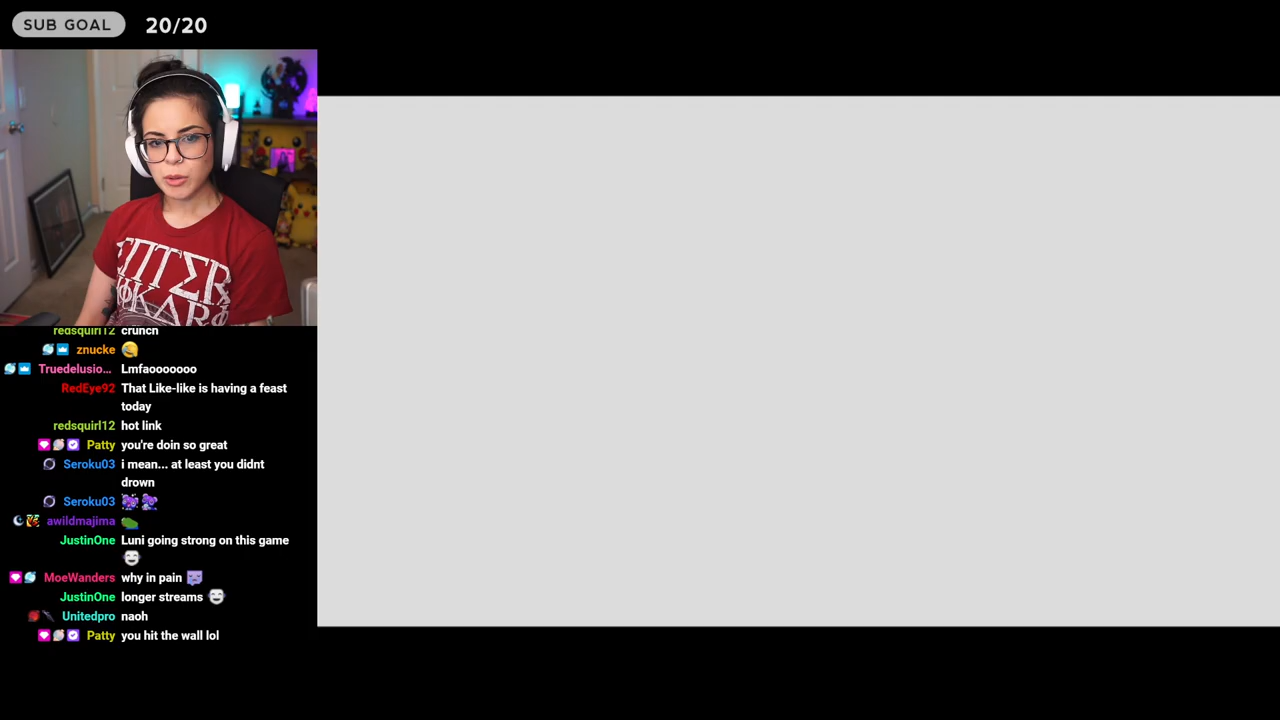 SUB GOAL 20/20
ΣΠΤΣR
redsquirl12 crunch
znucke
Truedelusio... Lmfaooooooo
RedEye92 That Like-like is having a feast
today
redsquirl12 hot link
Patty you're doin so great
Seroku03 i mean... at least you didnt
drown
Seroku03
awildmajima
JustinOne Luni going strong on this game
MoeWanders why in pain
JustinOne longer streams
Unitedpro naoh
Patty you hit the wall lol